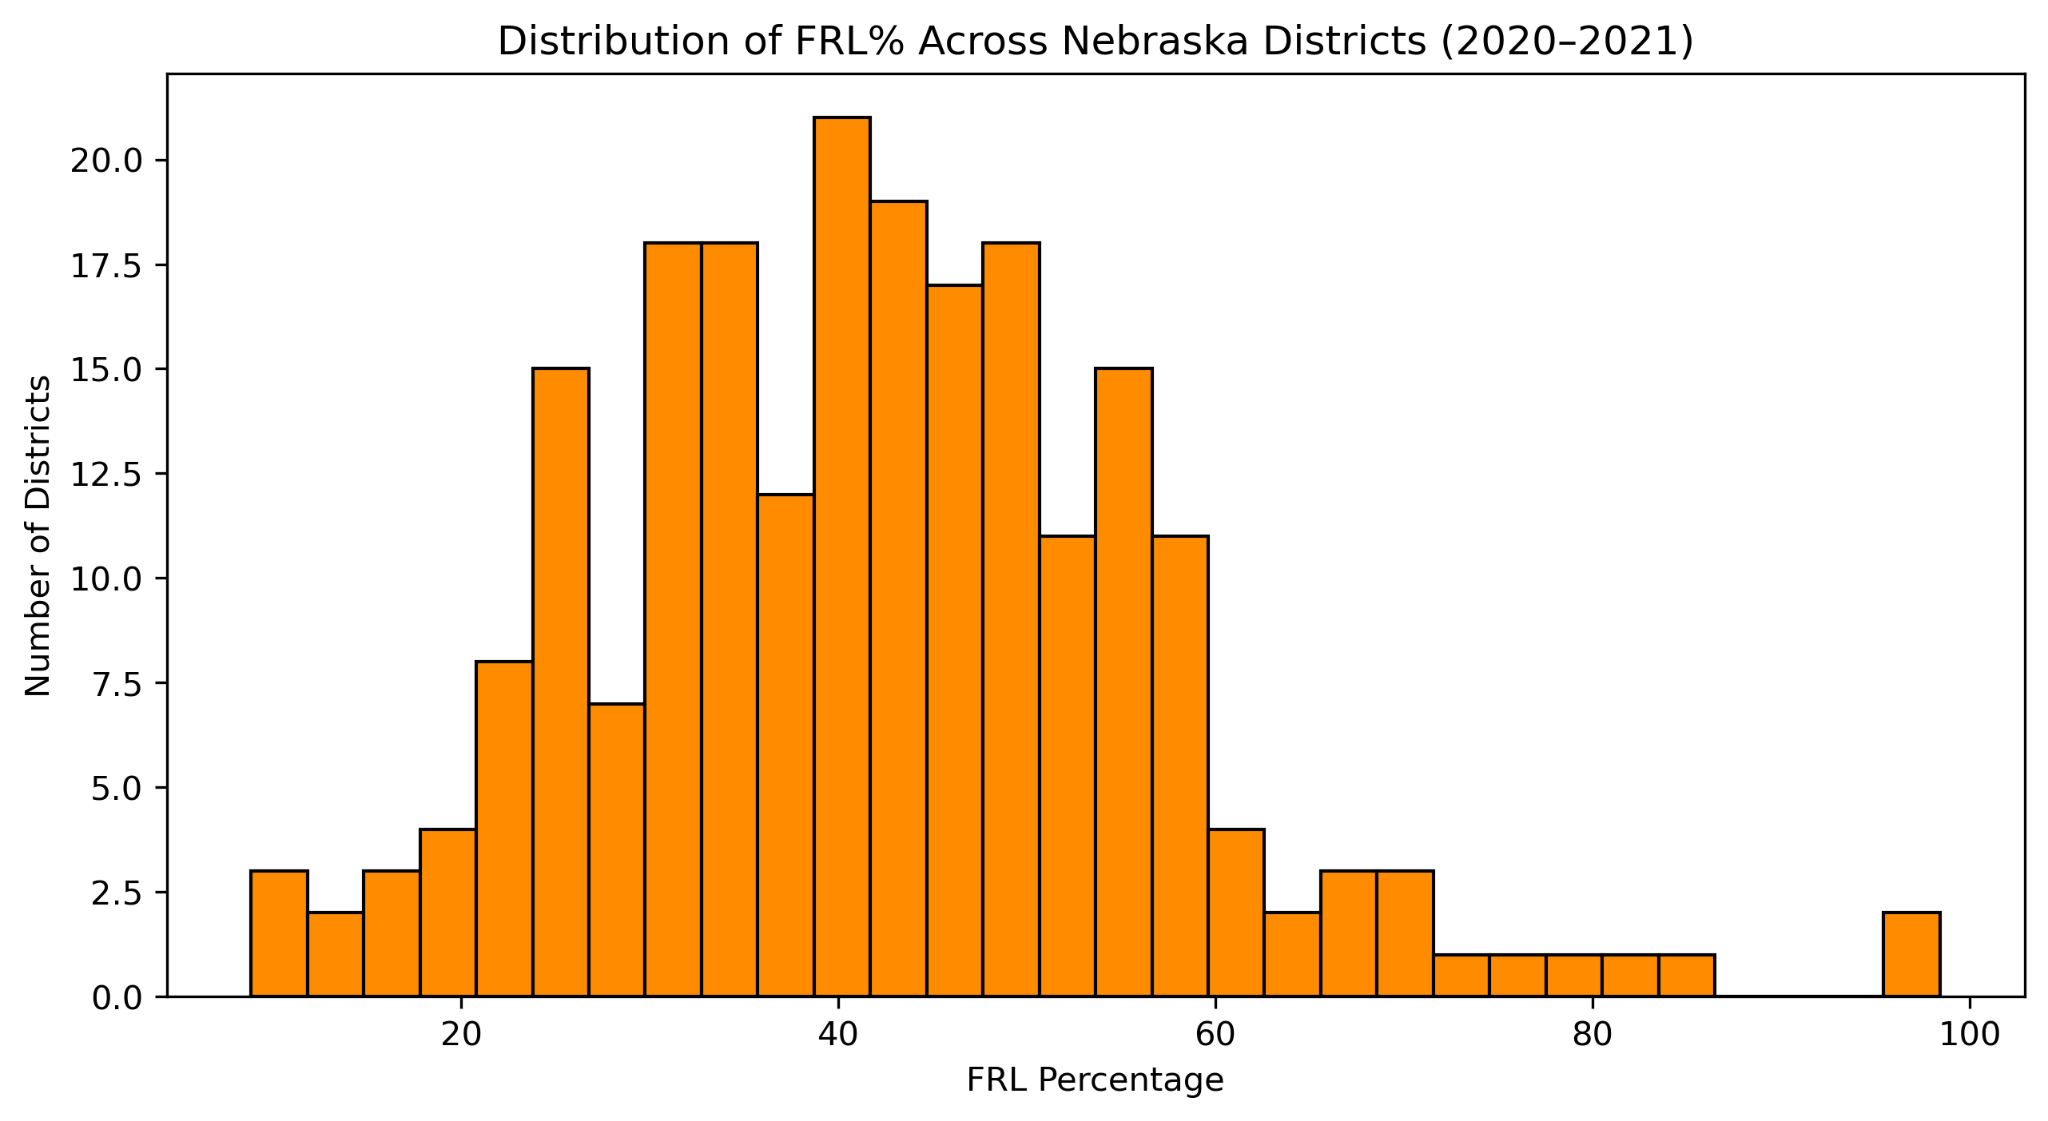 Distribution of FRL% Across Nebraska Districts (2020–2021)
Number of Districts
20.0
17.5
15.0
12.5
10.0
7.5
5.0
2.5
0.0
20 40 60 80 100
FRL Percentage